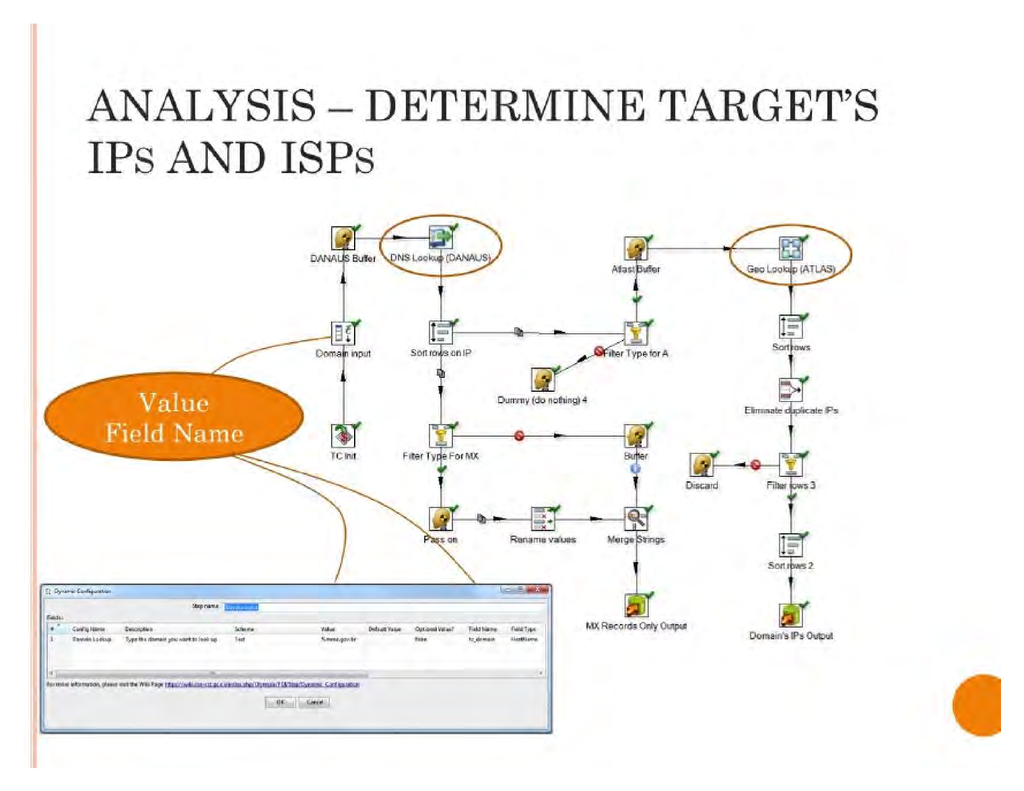 ANALYSIS – DETERMINE TARGET'S
IPS AND ISPS
DANAUS Buffer
DNS Lookup (DANAUS)
Atlast Buffer
Geo Lookup (ATLAS)
Domain input
Sort rows on IP
Filter Type for A
Sort rows
Dummy (do nothing) 4
Eliminate duplicate IPs
Value
Field Name
TC Init
Filter Type For MX
Buffer
Discard
Filter rows 3
Pass on
Rename values
Merge Strings
Sort rows 2
MX Records Only Output
Domain's IPs Output
Dynamic Configuration
Step name
Fields:
# Config Name Description Schema Value Default Value Optional Value? Field Name Field Type
1 Domain Lookup Type the domain you want to look up Text %mme.gov.br false tc_domain HostName
For more information, please visit the Wiki Page
OK Cancel